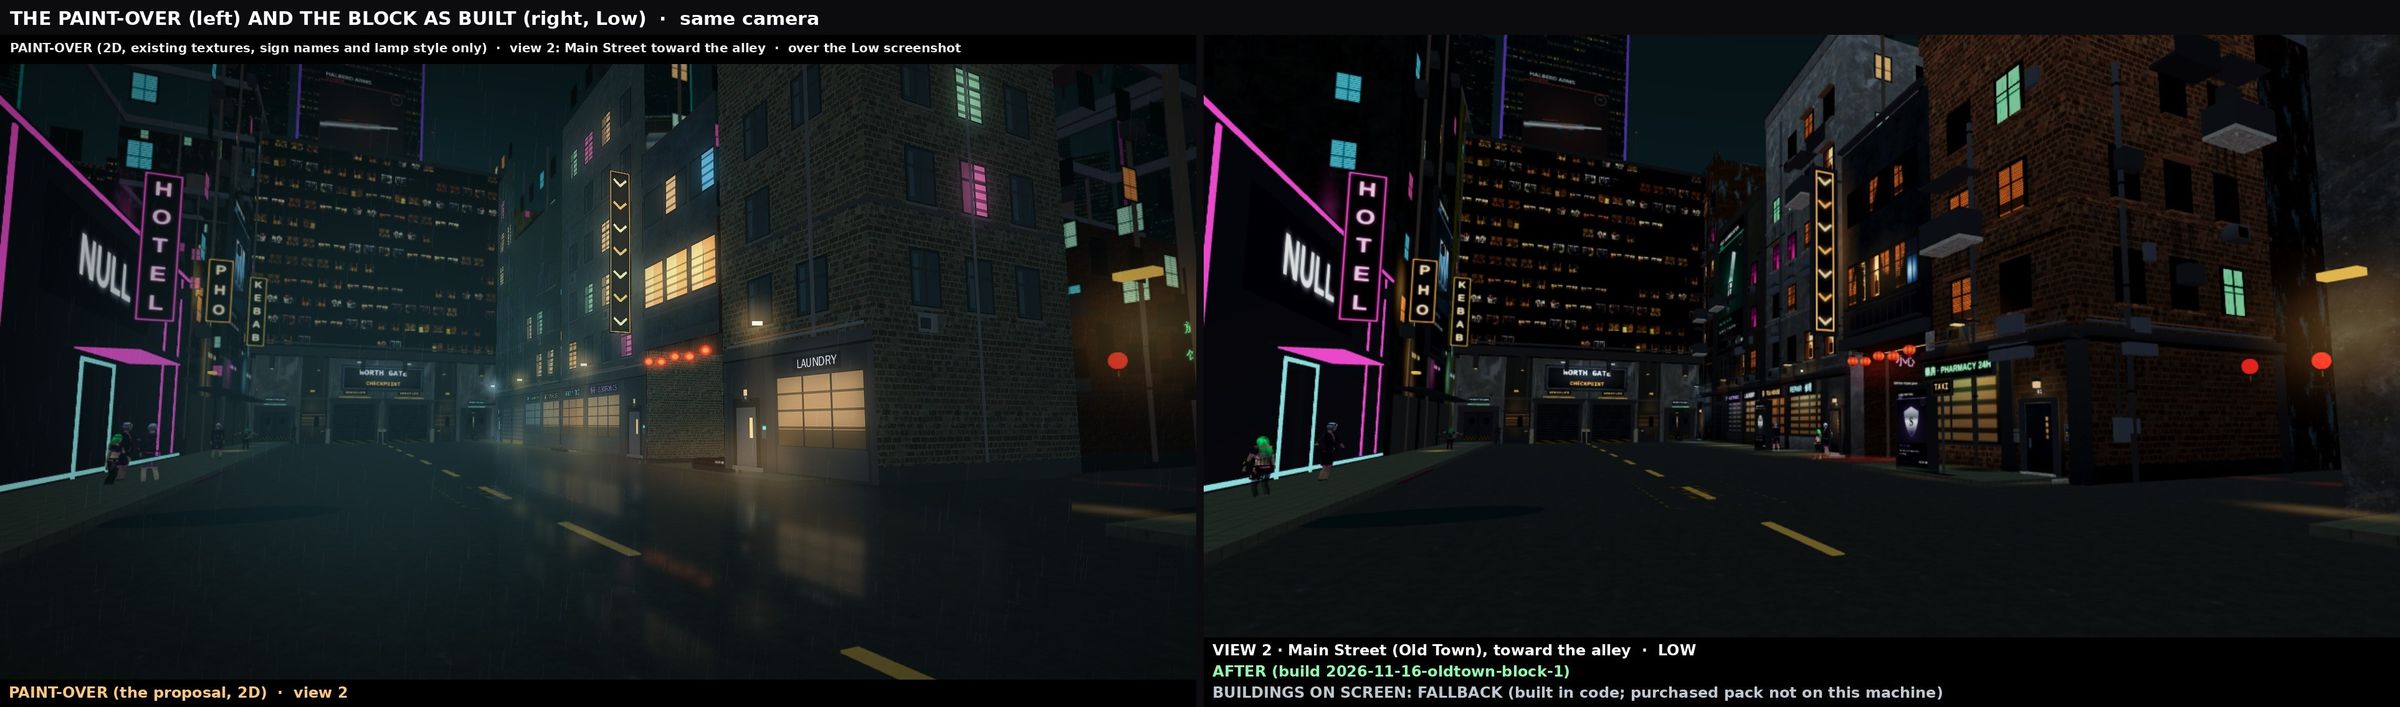 THE PAINT-OVER (left) AND THE BLOCK AS BUILT (right, Low) · same camera
PAINT-OVER (2D, existing textures, sign names and lamp style only) · view 2: Main Street toward the alley · over the Low screenshot
HALBERD ARMS
HOTEL
NULL
PHO
KEBAB
NORTH GATE
CHECKPOINT
LAUNDRY
PAINT-OVER (the proposal, 2D) · view 2
HALBERD ARMS
HOTEL
NULL
PHO
KEBAB
NORTH GATE
CHECKPOINT
PHARMACY 24H
TAXI
S
VIEW 2 · Main Street (Old Town), toward the alley · LOW
AFTER (build 2026-11-16-oldtown-block-1)
BUILDINGS ON SCREEN: FALLBACK (built in code; purchased pack not on this machine)